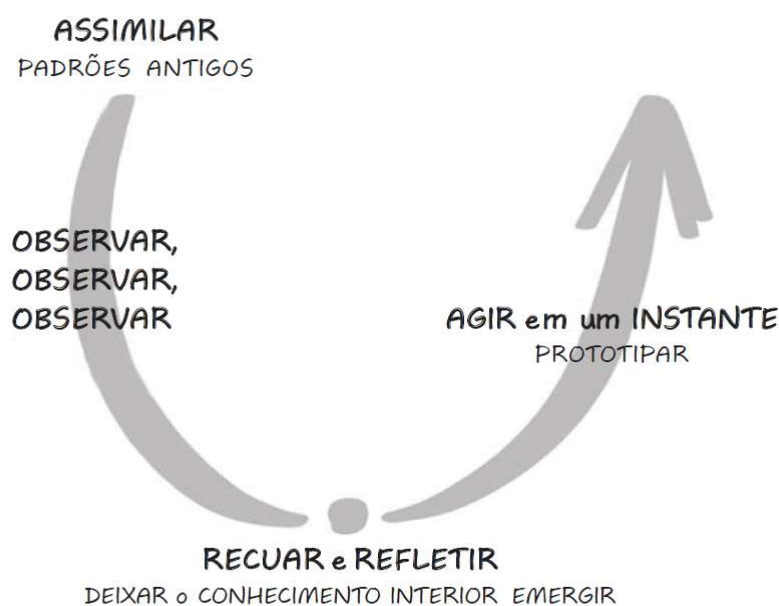 ASSIMILAR
PADRÕES ANTIGOS
OBSERVAR,
OBSERVAR,
OBSERVAR
AGIR em um INSTANTE
PROTOTIPAR
RECUAR e REFLETIR
DEIXAR o CONHECIMENTO INTERIOR EMERGIR